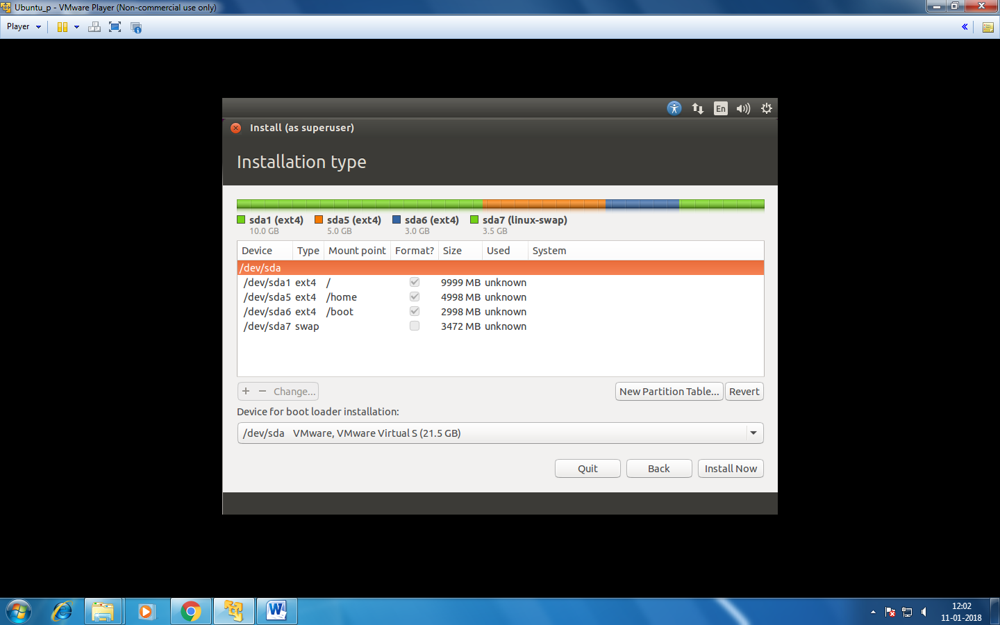 Ubuntu_p - VMware Player (Non-commercial use only)
Player
En
Install (as superuser)
Installation type
sda1 (ext4) sda5 (ext4) sda6 (ext4) sda7 (linux-swap)
10.0 GB 5.0 GB 3.0 GB 3.5 GB
Device Type Mount point Format? Size Used System
/dev/sda
/dev/sda1 ext4 / 9999 MB unknown
/dev/sda5 ext4 /home 4998 MB unknown
/dev/sda6 ext4 /boot 2998 MB unknown
/dev/sda7 swap 3472 MB unknown
+ − Change... New Partition Table... Revert
Device for boot loader installation:
/dev/sda VMware, VMware Virtual S (21.5 GB)
Quit Back Install Now
12:02
11-01-2018